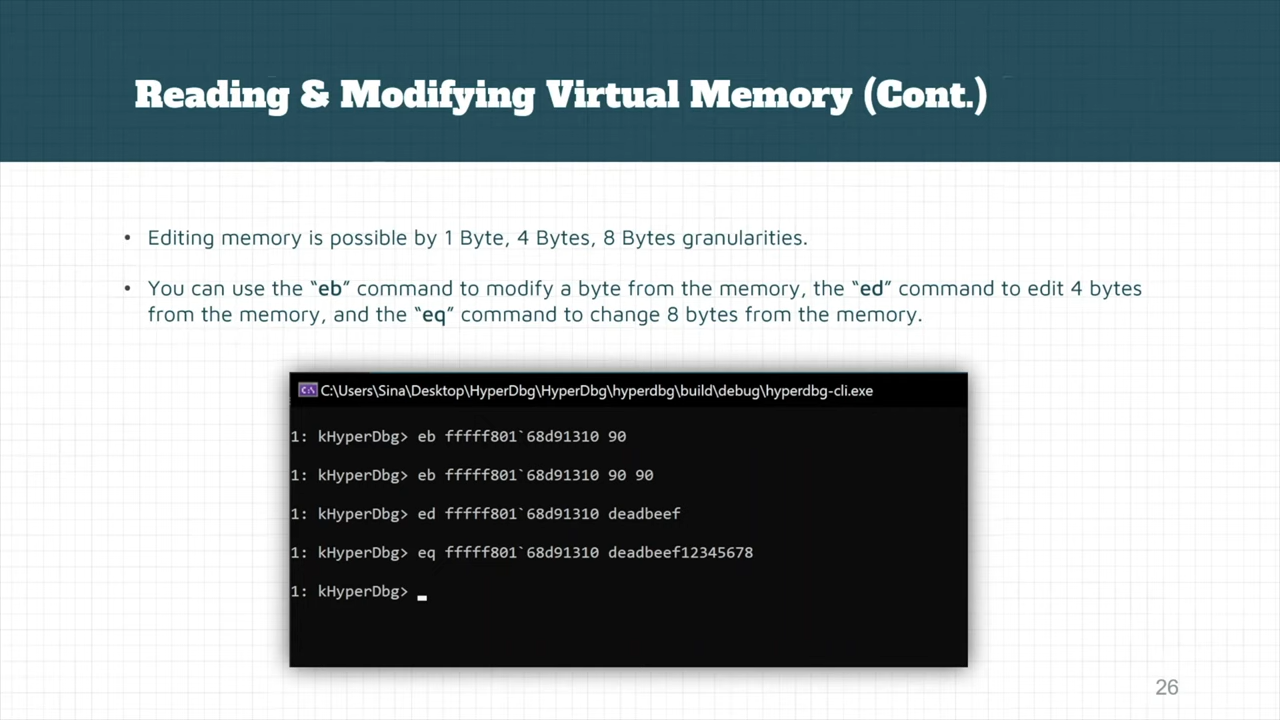 Reading & Modifying Virtual Memory (Cont.)
• Editing memory is possible by 1 Byte, 4 Bytes, 8 Bytes granularities.
• You can use the “eb” command to modify a byte from the memory, the “ed” command to edit 4 bytes
from the memory, and the “eq” command to change 8 bytes from the memory.
C:\Users\Sina\Desktop\HyperDbg\HyperDbg\hyperdbg\build\debug\hyperdbg-cli.exe
1: kHyperDbg> eb fffff801`68d91310 90
1: kHyperDbg> eb fffff801`68d91310 90 90
1: kHyperDbg> ed fffff801`68d91310 deadbeef
1: kHyperDbg> eq fffff801`68d91310 deadbeef12345678
1: kHyperDbg> _
26